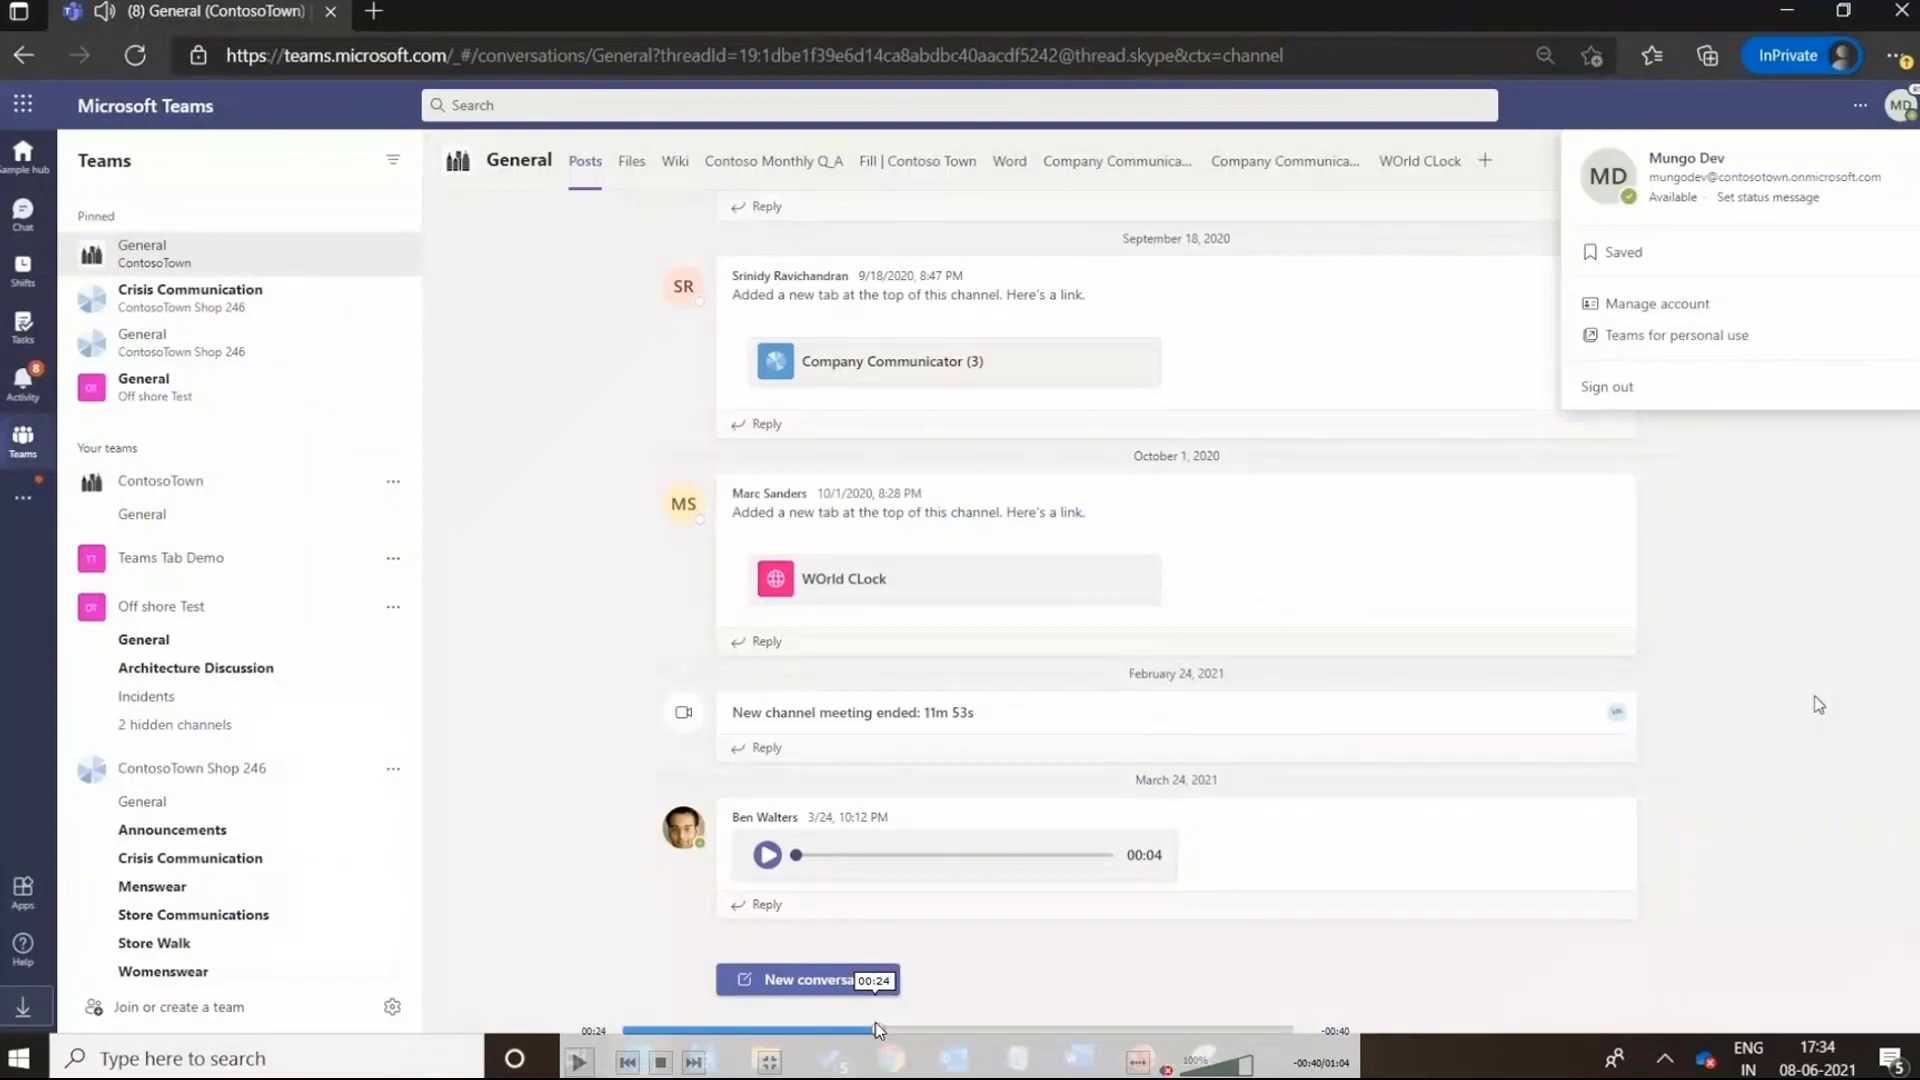 (8) General (ContosoTown)
https://teams.microsoft.com/_#/conversations/General?threadId=19:1dbe1f39e6d14ca8abdbc40aacdf5242@thread.skype&ctx=channel
InPrivate
Microsoft Teams
Search
MD
Sample hub
Chat
Shifts
Tasks
8
Activity
Teams
Apps
Help
Teams
Pinned
General
ContosoTown
Crisis Communication
ContosoTown Shop 246
General
ContosoTown Shop 246
OT
General
Off shore Test
Your teams
ContosoTown
General
TT
Teams Tab Demo
OT
Off shore Test
General
Architecture Discussion
Incidents
2 hidden channels
ContosoTown Shop 246
General
Announcements
Crisis Communication
Menswear
Store Communications
Store Walk
Womenswear
Join or create a team
General Posts Files Wiki Contoso Monthly Q_A Fill | Contoso Town Word Company Communica... Company Communica... WOrld CLock
Reply
September 18, 2020
SR
Srinidy Ravichandran 9/18/2020, 8:47 PM
Added a new tab at the top of this channel. Here's a link.
Company Communicator (3)
Reply
October 1, 2020
MS
Marc Sanders 10/1/2020, 8:28 PM
Added a new tab at the top of this channel. Here's a link.
WOrld CLock
Reply
February 24, 2021
New channel meeting ended: 11m 53s
Reply
March 24, 2021
Ben Walters 3/24, 10:12 PM
00:04
Reply
New conversa
00:24
MD
Mungo Dev
mungodev@contosotown.onmicrosoft.com
Available · Set status message
Saved
Manage account
Teams for personal use
Sign out
00:24
-00:40
100%
-00:40/01:04
Type here to search
5
ENG
IN
17:34
08-06-2021
5